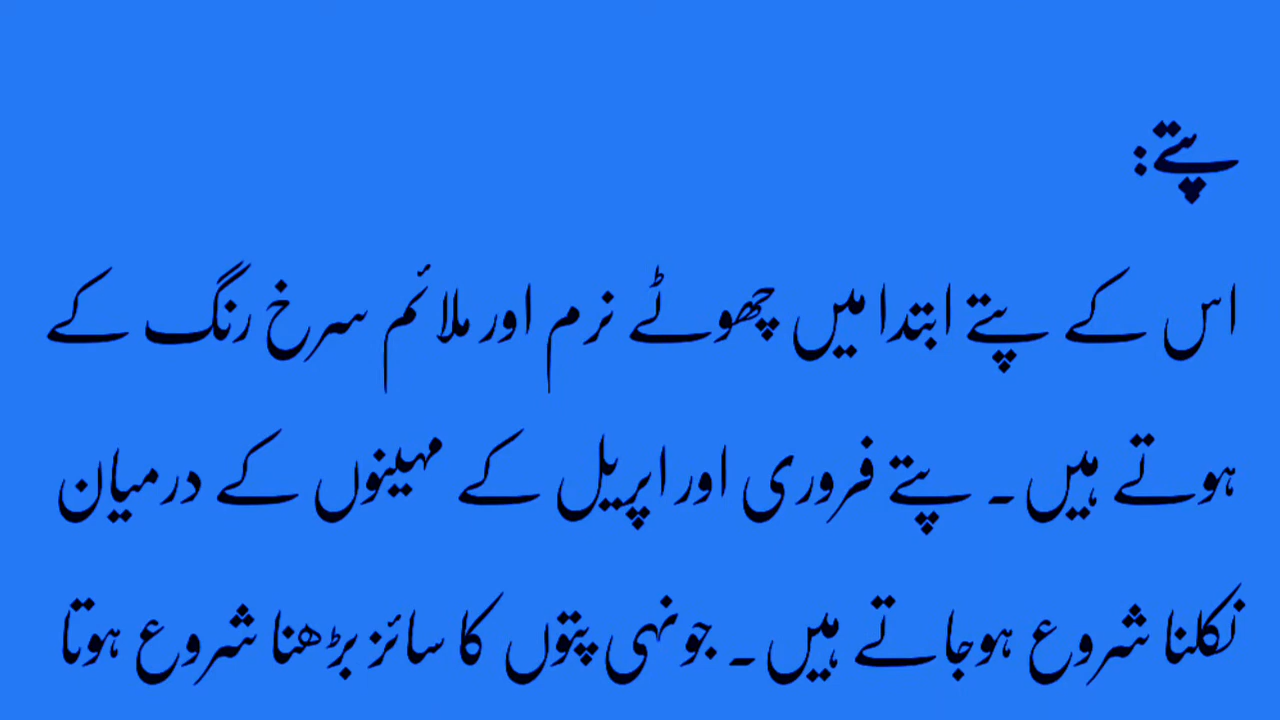 پتے:
اس کے پتے ابتدا میں چھوٹے نرم اور ملائم سرخ رنگ کے
ہوتے ہیں۔ پتے فروری اور اپریل کے مہینوں کے درمیان
نکلنا شروع ہوجاتے ہیں۔ جونہی پتوں کا سائز بڑھنا شروع ہوتا